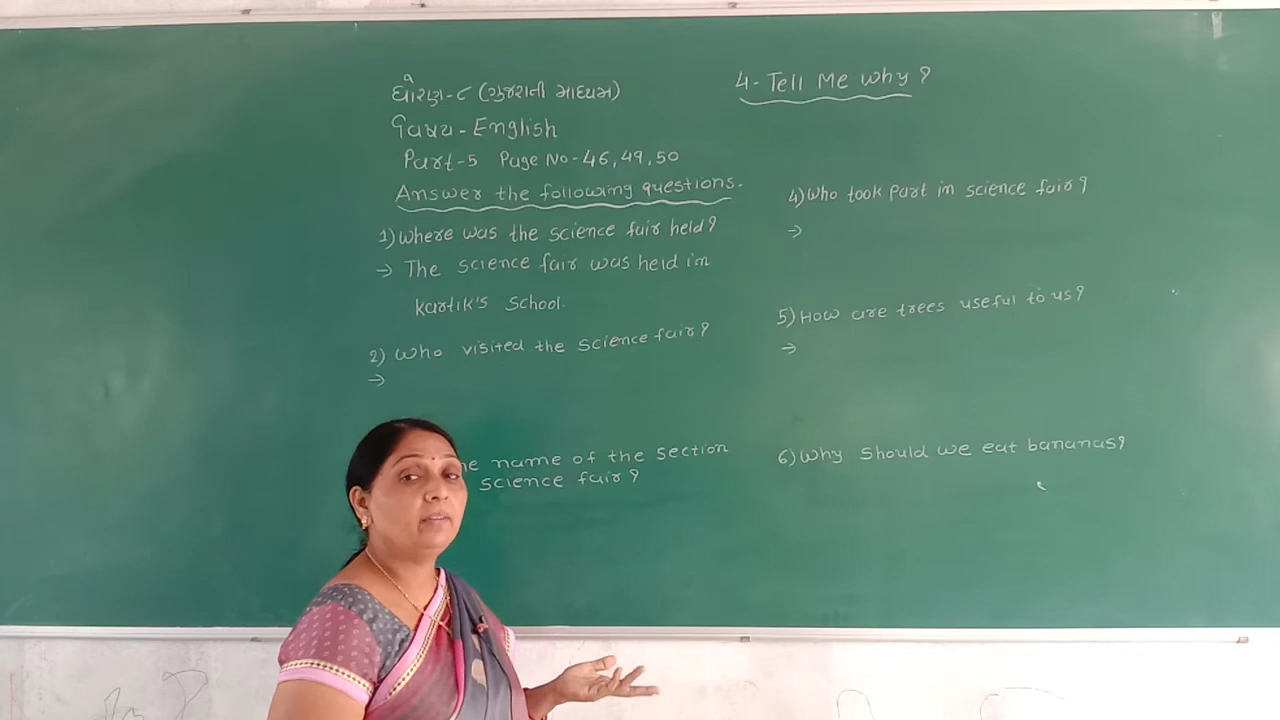 ધોરણ-૮ (ગુજરાતી માધ્યમ)
વિષય-English
Part-5 Page No-46,49,50
Answer the following questions.
1) Where was the science fair held?
→ The science fair was held in
Kartik's School.
2) Who visited the science fair?
→
name of the section
science fair?
4- Tell Me Why?
4) Who took part in science fair?
→
5) How are trees useful to us?
→
6) Why should we eat bananas?